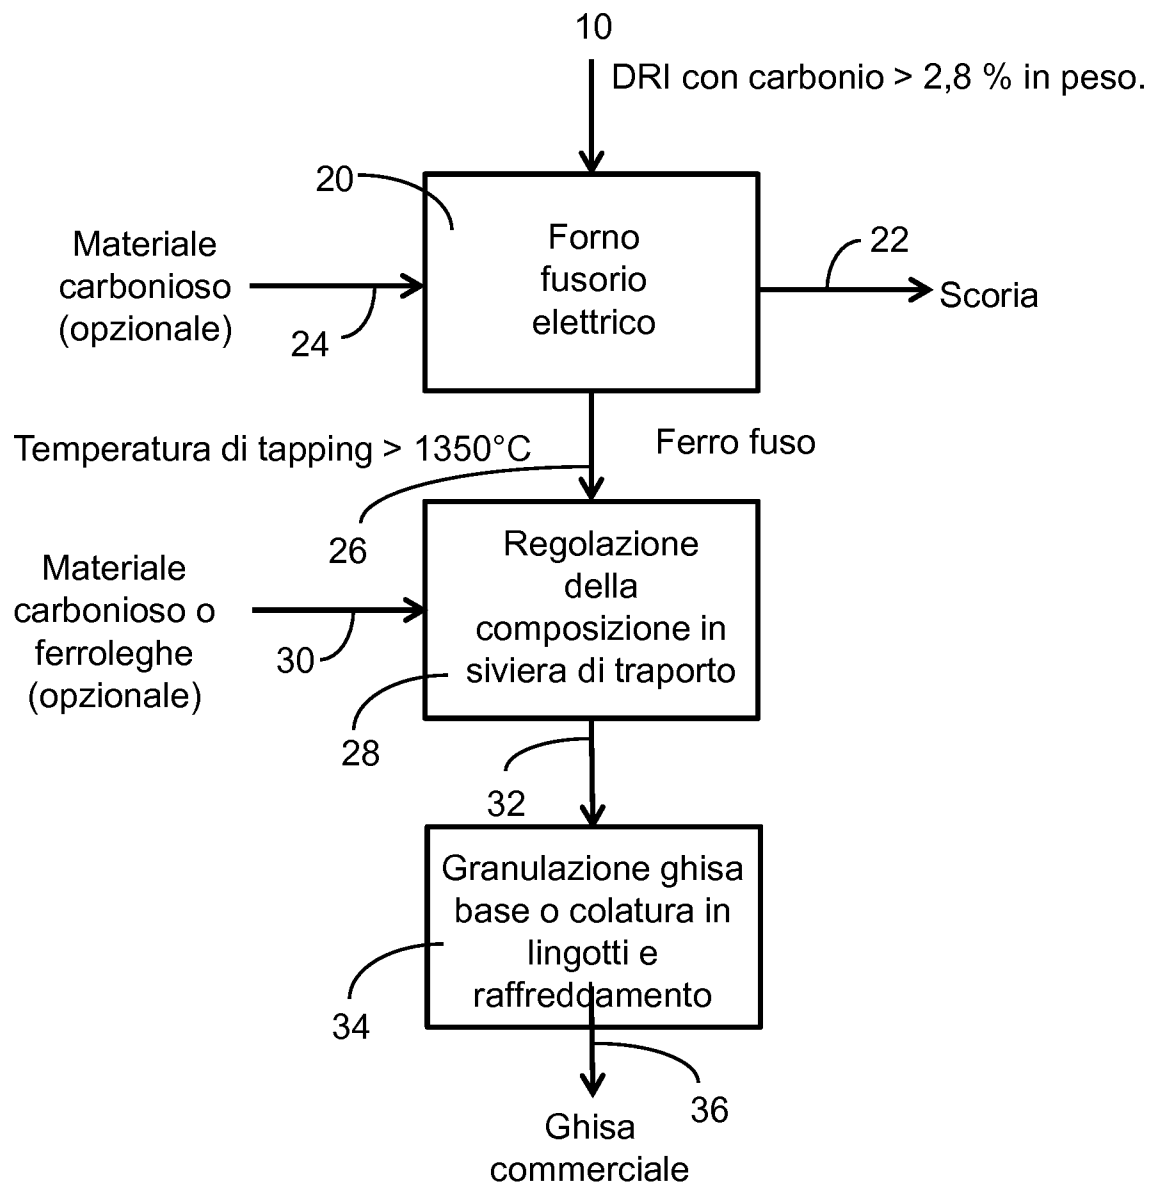 10
DRI con carbonio > 2,8 % in peso.
20
Forno
fusorio
elettrico
Materiale
carbonioso
(opzionale)
24
22
Scoria
Temperatura di tapping > 1350°C
Ferro fuso
26
Regolazione
della
composizione in
siviera di traporto
Materiale
carbonioso o
ferroleghe
(opzionale)
30
28
32
Granulazione ghisa
base o colatura in
lingotti e
raffreddamento
34
36
Ghisa
commerciale